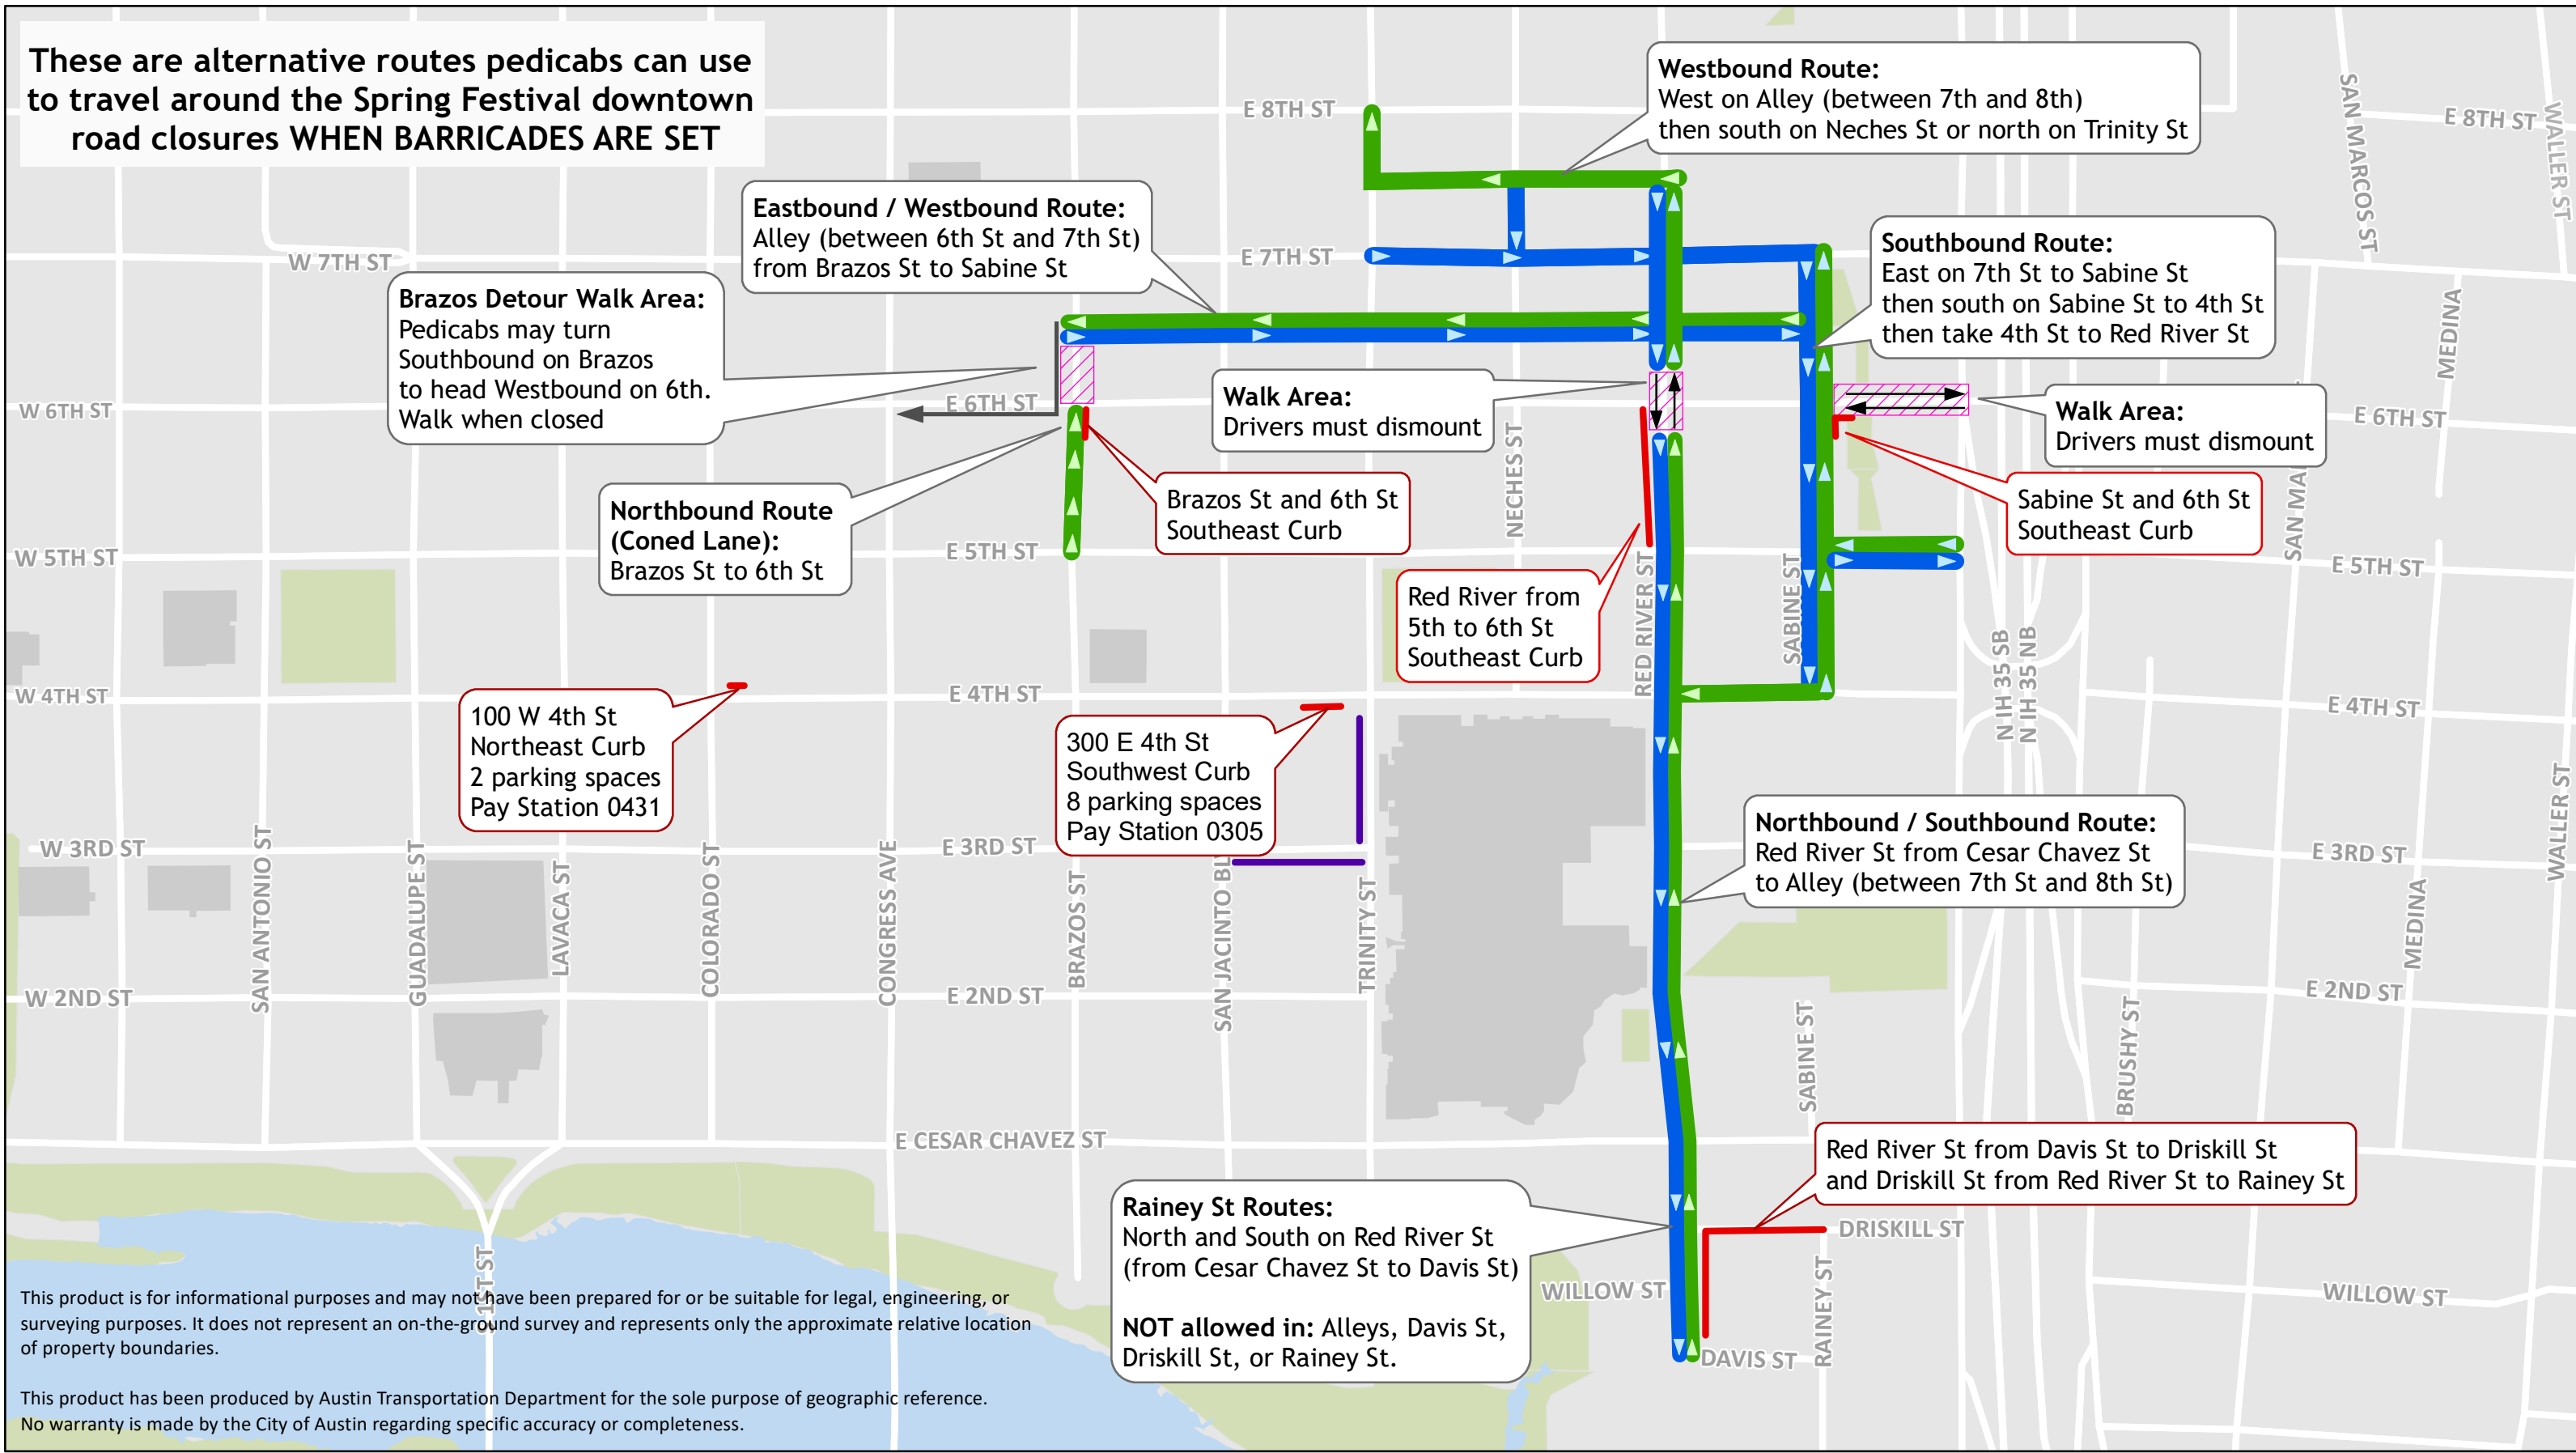 These are alternative routes pedicabs can use
to travel around the Spring Festival downtown
road closures WHEN BARRICADES ARE SET
Westbound Route:
West on Alley (between 7th and 8th)
then south on Neches St or north on Trinity St
E 8TH ST
SAN MARCOS ST
E 8TH ST
WALLER ST
Eastbound / Westbound Route:
Alley (between 6th St and 7th St)
from Brazos St to Sabine St
W 7TH ST
E 7TH ST
Southbound Route:
East on 7th St to Sabine St
then south on Sabine St to 4th St
then take 4th St to Red River St
MEDINA
Brazos Detour Walk Area:
Pedicabs may turn
Southbound on Brazos
to head Westbound on 6th.
Walk when closed
Walk Area:
Drivers must dismount
Walk Area:
Drivers must dismount
W 6TH ST
E 6TH ST
E 6TH ST
NECHES ST
SAN MA
Northbound Route
(Coned Lane):
Brazos St to 6th St
Brazos St and 6th St
Southeast Curb
Sabine St and 6th St
Southeast Curb
W 5TH ST
E 5TH ST
E 5TH ST
Red River from
5th to 6th St
Southeast Curb
RED RIVER ST
SABINE ST
N IH 35 SB
N IH 35 NB
W 4TH ST
E 4TH ST
E 4TH ST
100 W 4th St
Northeast Curb
2 parking spaces
Pay Station 0431
300 E 4th St
Southwest Curb
8 parking spaces
Pay Station 0305
Northbound / Southbound Route:
Red River St from Cesar Chavez St
to Alley (between 7th St and 8th St)
W 3RD ST
E 3RD ST
E 3RD ST
SAN ANTONIO ST
GUADALUPE ST
LAVACA ST
COLORADO ST
CONGRESS AVE
BRAZOS ST
SAN JACINTO BL
TRINITY ST
MEDINA
WALLER ST
W 2ND ST
E 2ND ST
E 2ND ST
SABINE ST
BRUSHY ST
E CESAR CHAVEZ ST
Red River St from Davis St to Driskill St
and Driskill St from Red River St to Rainey St
Rainey St Routes:
North and South on Red River St
(from Cesar Chavez St to Davis St)
NOT allowed in: Alleys, Davis St,
Driskill St, or Rainey St.
DRISKILL ST
WILLOW ST
WILLOW ST
RAINEY ST
DAVIS ST
S 1ST ST
This product is for informational purposes and may not have been prepared for or be suitable for legal, engineering, or
surveying purposes. It does not represent an on-the-ground survey and represents only the approximate relative location
of property boundaries.
This product has been produced by Austin Transportation Department for the sole purpose of geographic reference.
No warranty is made by the City of Austin regarding specific accuracy or completeness.